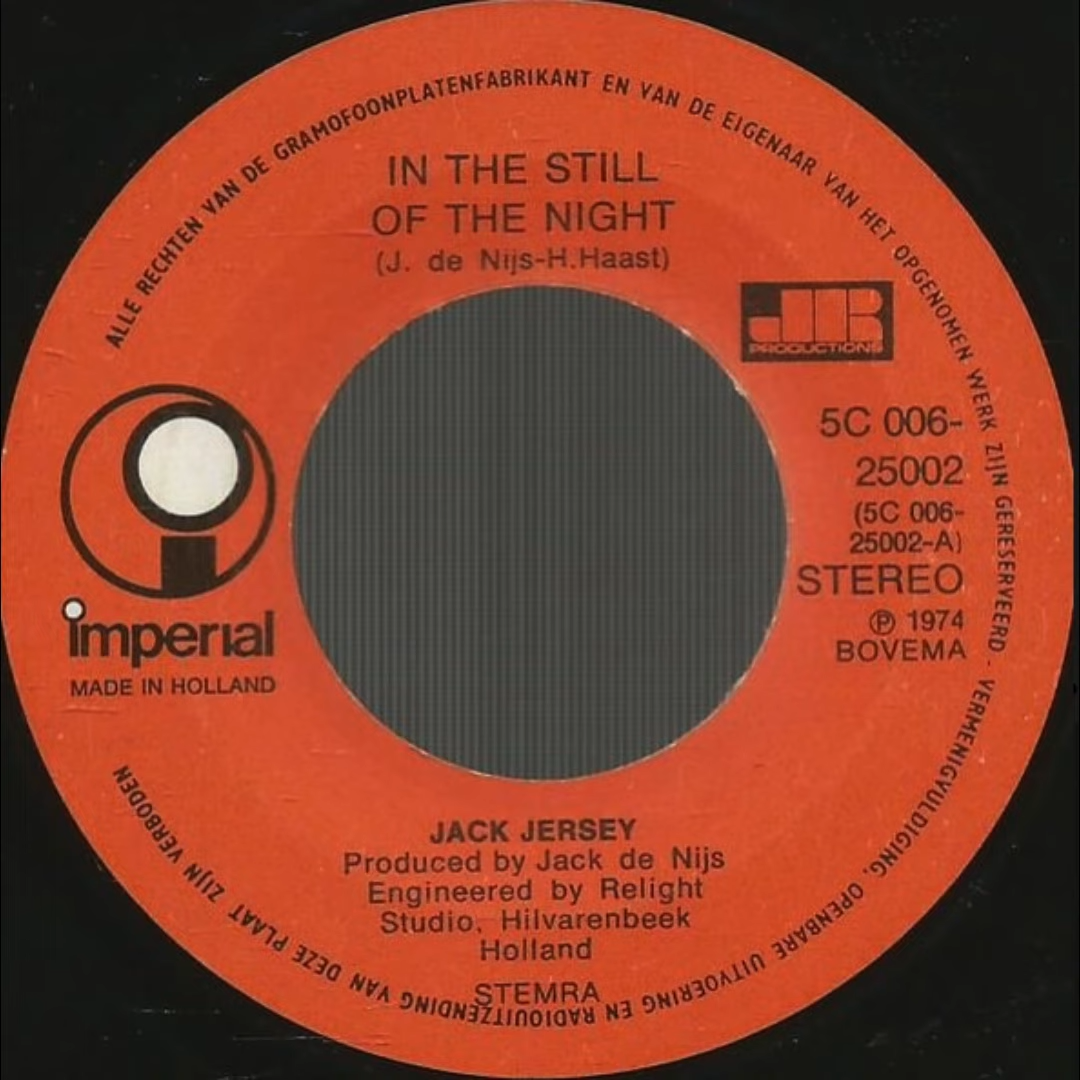 ALLE RECHTEN VAN DE GRAMOFOONPLATENFABRIKANT EN VAN DE EIGENAAR VAN HET OPGENOMEN WERK ZIJN GERESERVEERD - VERMENIGVULDIGING, OPENBARE UITVOERING EN RADIOUITZENDING VAN DEZE PLAAT ZIJN VERBODEN
IN THE STILL
OF THE NIGHT
(J. de Nijs-H.Haast)
JR
PRODUCTIONS
5C 006-
25002
(5C 006-
25002-A)
STEREO
℗ 1974
BOVEMA
imperial
MADE IN HOLLAND
JACK JERSEY
Produced by Jack de Nijs
Engineered by Relight
Studio, Hilvarenbeek
Holland
STEMRA